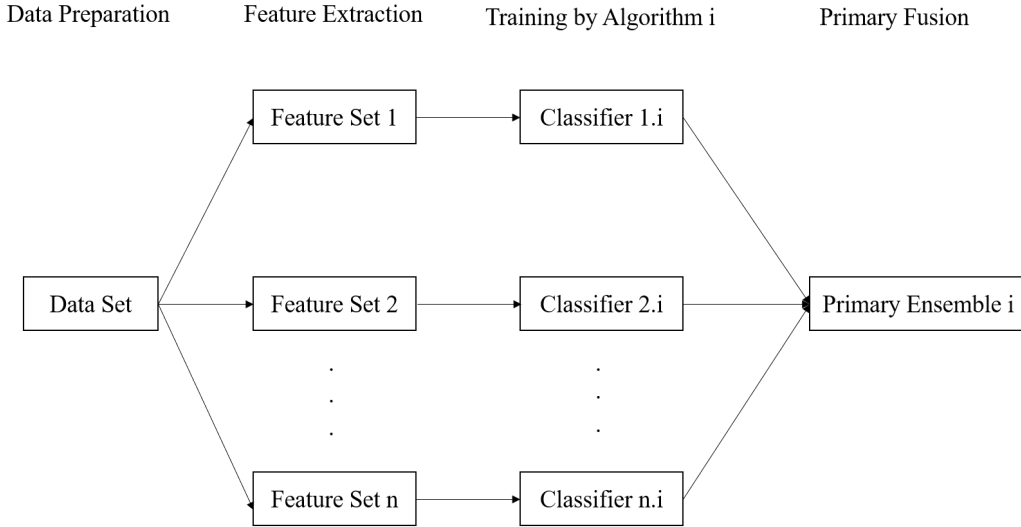 Data Preparation
Feature Extraction
Training by Algorithm i
Primary Fusion
Feature Set 1
Classifier 1.i
Data Set
Feature Set 2
Classifier 2.i
Primary Ensemble i
.
.
.
.
.
.
Feature Set n
Classifier n.i